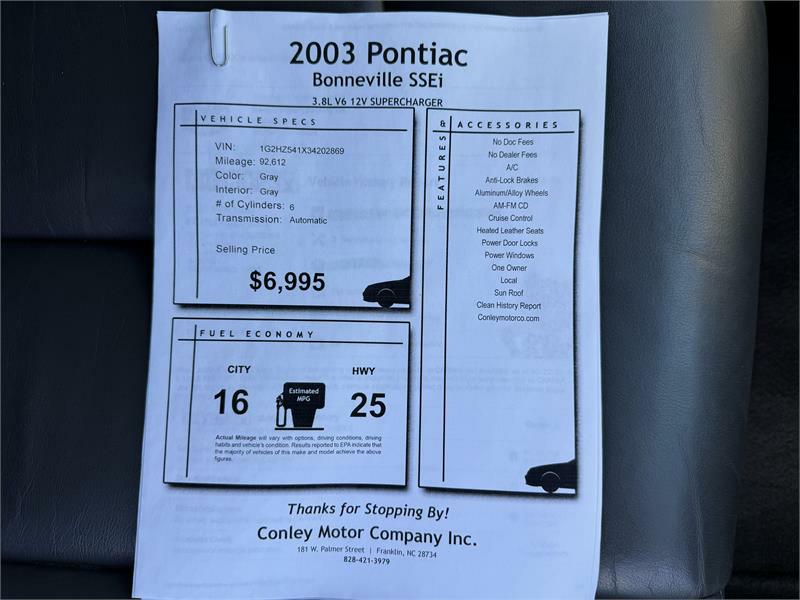 2003 Pontiac
Bonneville SSEi
3.8L V6 12V SUPERCHARGER
VEHICLE SPECS
VIN: 1G2HZ541X34202869
Mileage: 92,612
Color: Gray
Interior: Gray
# of Cylinders: 6
Transmission: Automatic
Selling Price
$6,995
FUEL ECONOMY
CITY
HWY
16
Estimated
MPG
25
Actual Mileage will vary with options, driving conditions, driving
habits and vehicle's condition. Results reported to EPA indicate that
the majority of vehicles of this make and model achieve the above
figures.
FEATURES
& ACCESSORIES
No Doc Fees
No Dealer Fees
A/C
Anti-Lock Brakes
Aluminum/Alloy Wheels
AM-FM CD
Cruise Control
Heated Leather Seats
Power Door Locks
Power Windows
One Owner
Local
Sun Roof
Clean History Report
Conleymotorco.com
Thanks for Stopping By!
Conley Motor Company Inc.
181 W. Palmer Street | Franklin, NC 28734
828-421-3979